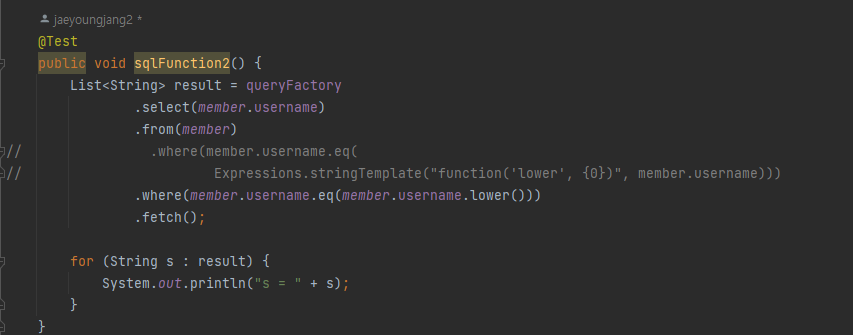 jaeyoungjang2 *
@Test
public void sqlFunction2() {
    List<String> result = queryFactory
            .select(member.username)
            .from(member)
//            .where(member.username.eq(
//                    Expressions.stringTemplate("function('lower', {0})", member.username)))
            .where(member.username.eq(member.username.lower()))
            .fetch();
    for (String s : result) {
        System.out.println("s = " + s);
    }
}